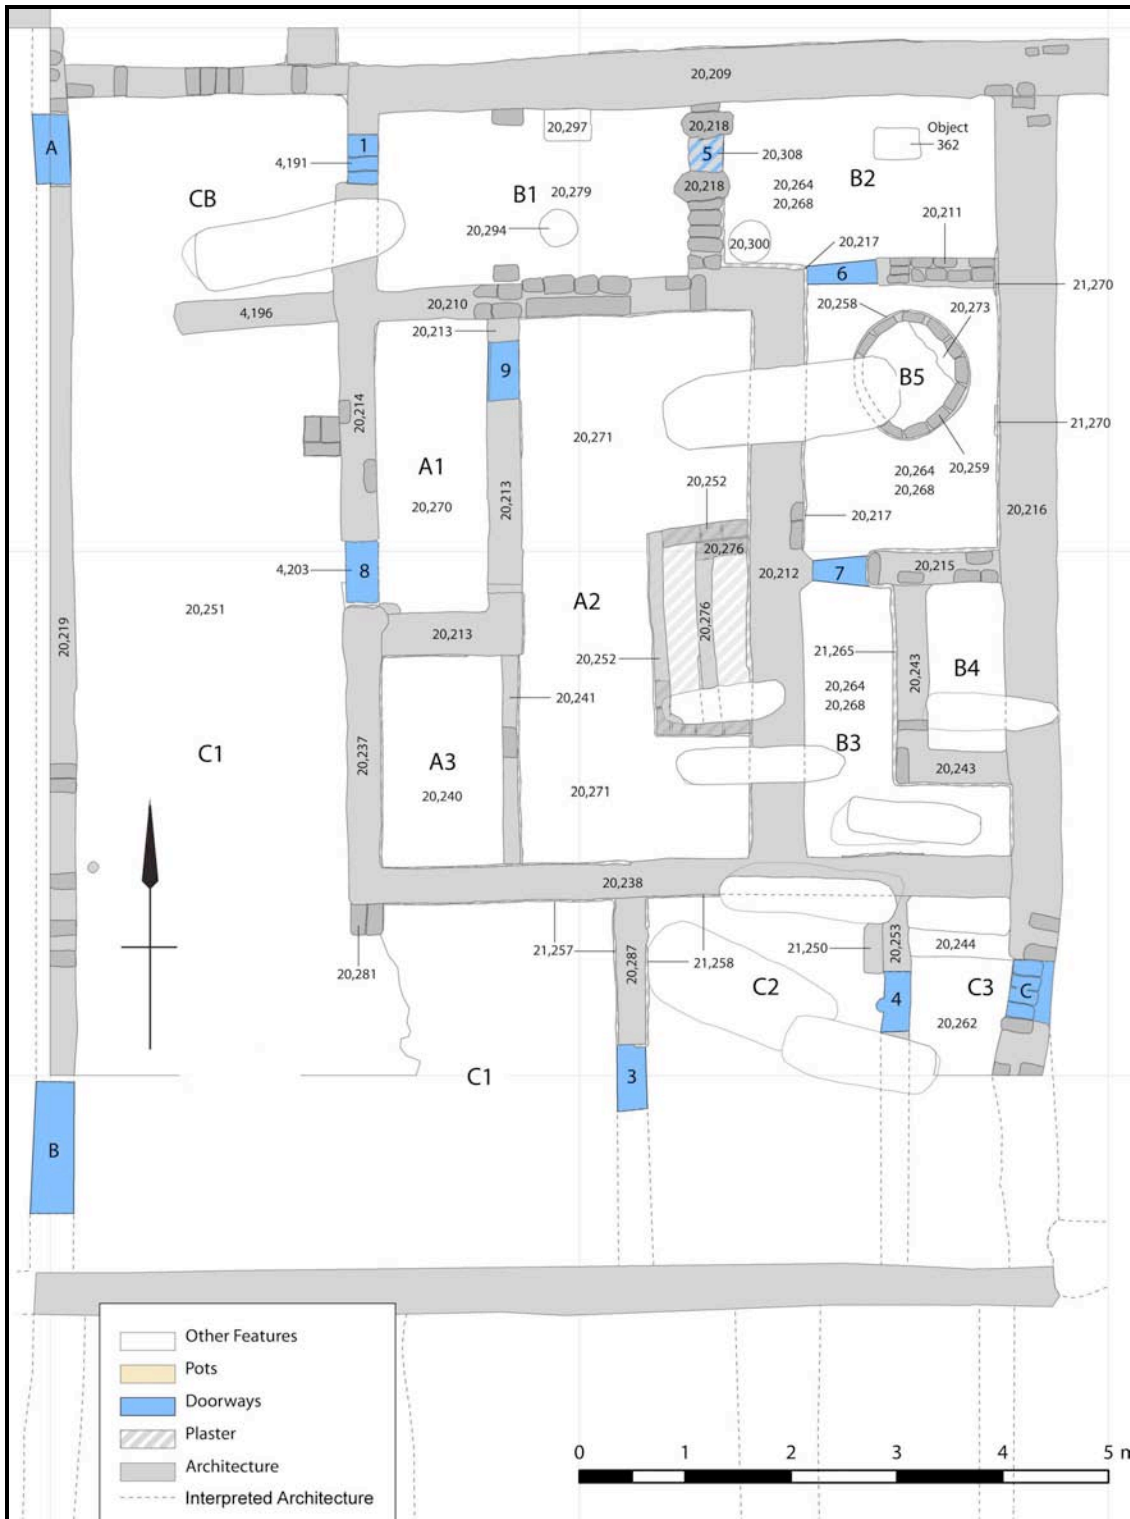 20,209
A
1
4,191
20,297
20,218
5
20,308
Object
362
CB
B1
20,279
20,218
20,264
20,268
B2
20,211
20,294
20,300
20,217
6
21,270
4,196
20,210
20,213
20,258
20,273
9
B5
20,214
20,271
21,270
A1
20,270
20,213
20,252
20,264
20,268
20,259
20,217
20,216
4,203
8
20,276
20,212
7
20,215
20,251
A2
20,219
20,213
20,252
20,276
21,265
20,264
20,268
20,243
B4
20,241
C1
20,237
A3
20,240
20,271
B3
20,243
20,238
20,281
21,257
20,287
21,258
C2
21,250
20,253
20,244
4
C3
C
20,262
C1
3
B
Other Features
Pots
Doorways
Plaster
Architecture
Interpreted Architecture
0 1 2 3 4 5 m